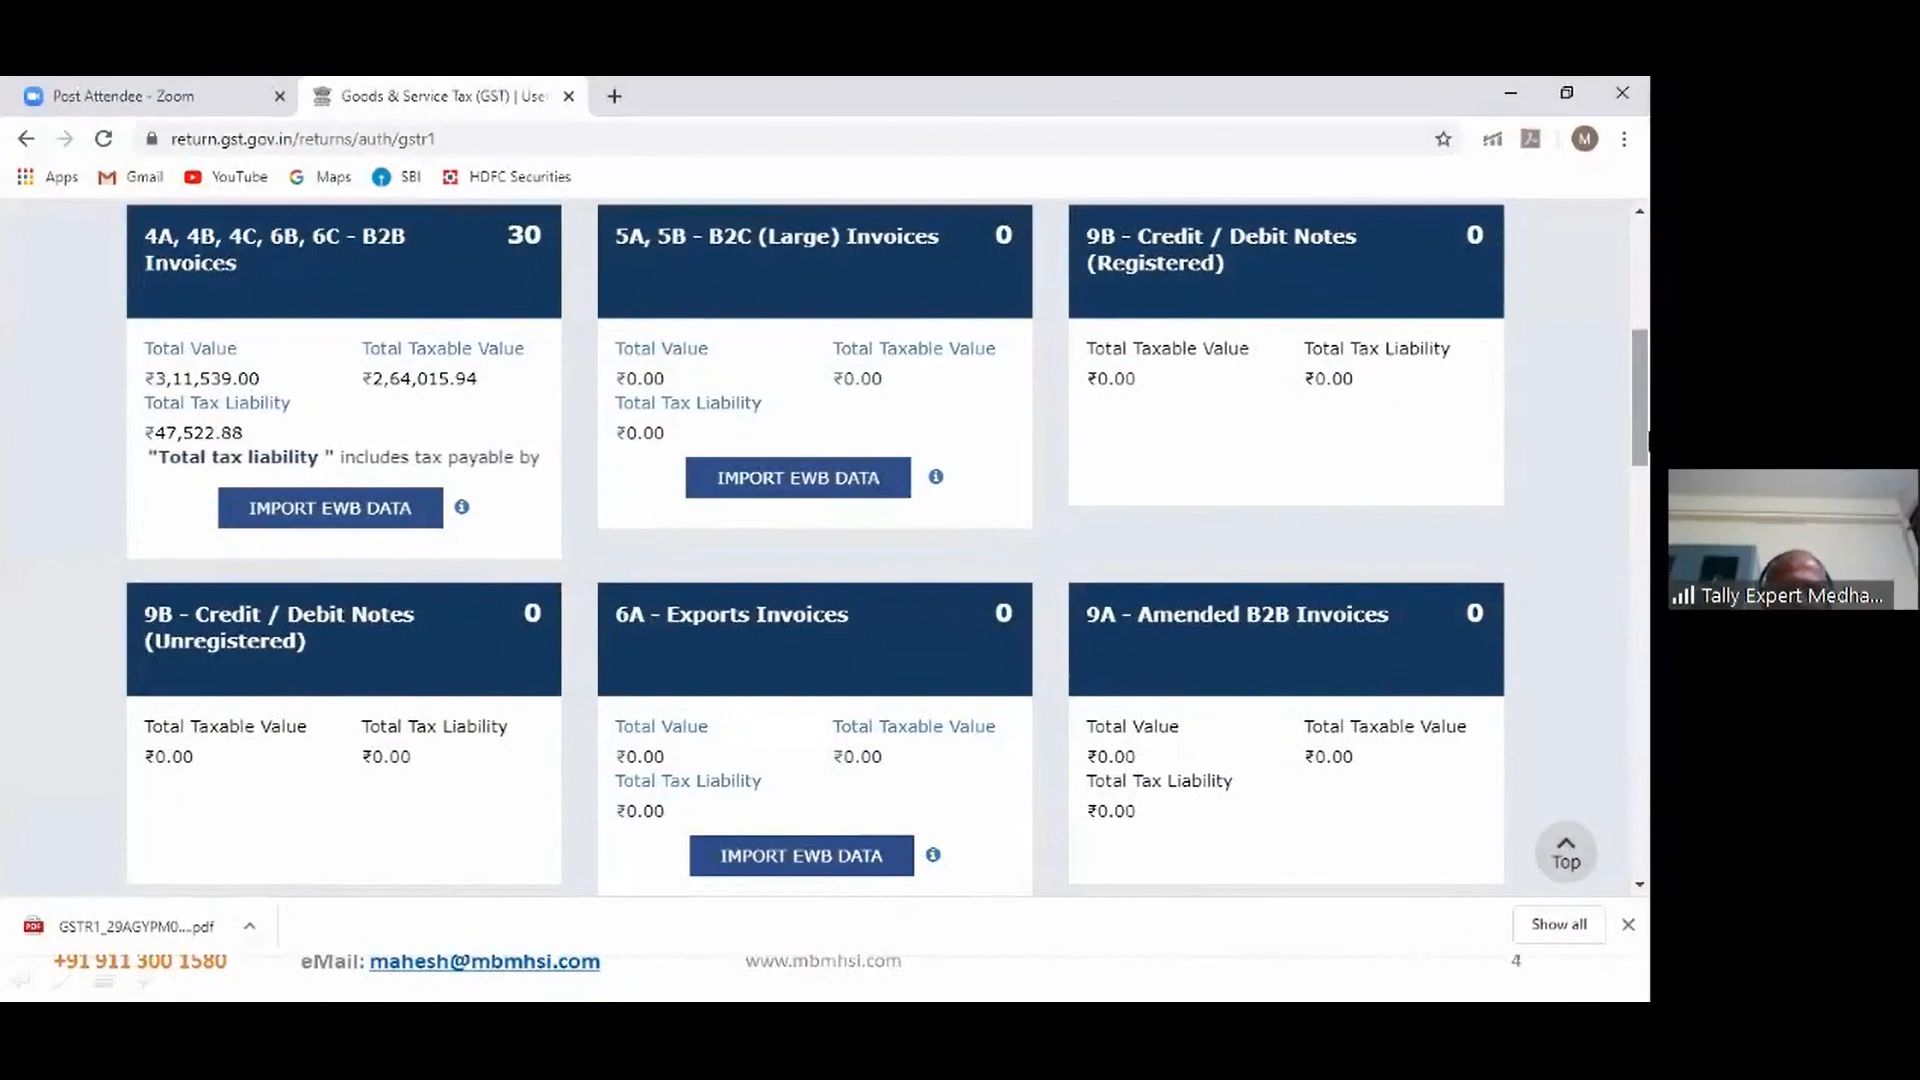 Post Attendee - Zoom
Goods & Service Tax (GST) | Use
return.gst.gov.in/returns/auth/gstr1
M
Apps
Gmail
YouTube
Maps
SBI
HDFC Securities
4A, 4B, 4C, 6B, 6C - B2B 30
Invoices
Total Value Total Taxable Value
₹3,11,539.00 ₹2,64,015.94
Total Tax Liability
₹47,522.88
"Total tax liability " includes tax payable by
IMPORT EWB DATA
5A, 5B - B2C (Large) Invoices 0
Total Value Total Taxable Value
₹0.00 ₹0.00
Total Tax Liability
₹0.00
IMPORT EWB DATA
9B - Credit / Debit Notes 0
(Registered)
Total Taxable Value Total Tax Liability
₹0.00 ₹0.00
9B - Credit / Debit Notes 0
(Unregistered)
Total Taxable Value Total Tax Liability
₹0.00 ₹0.00
6A - Exports Invoices 0
Total Value Total Taxable Value
₹0.00 ₹0.00
Total Tax Liability
₹0.00
IMPORT EWB DATA
9A - Amended B2B Invoices 0
Total Value Total Taxable Value
₹0.00 ₹0.00
Total Tax Liability
₹0.00
Top
Tally Expert Medha...
GSTR1_29AGYPM0....pdf
Show all
+91 911 300 1580 eMail: mahesh@mbmhsi.com www.mbmhsi.com 4